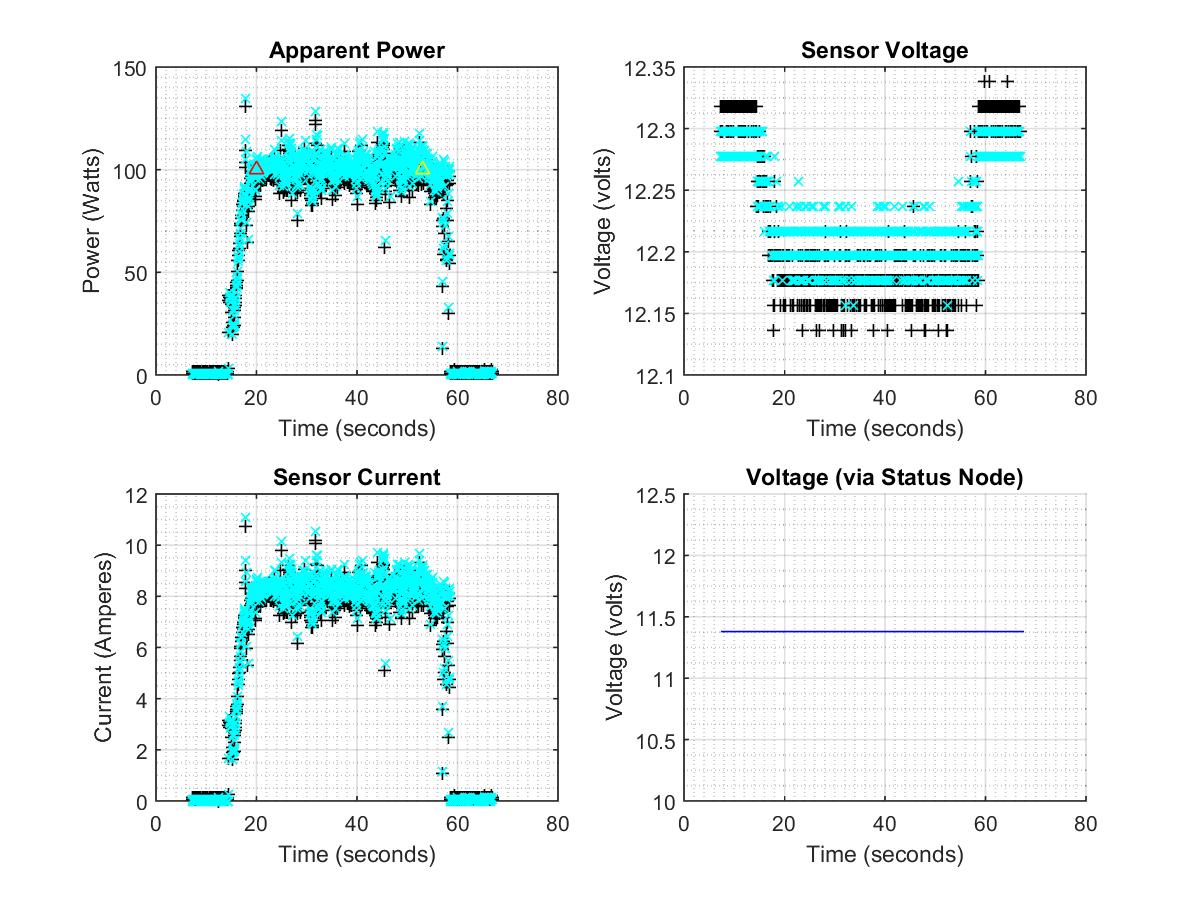 Apparent Power
150
100
50
0
0 20 40 60 80
Power (Watts)
Time (seconds)
Sensor Voltage
12.35
12.3
12.25
12.2
12.15
12.1
0 20 40 60 80
Voltage (volts)
Time (seconds)
Sensor Current
12
10
8
6
4
2
0
0 20 40 60 80
Current (Amperes)
Time (seconds)
Voltage (via Status Node)
12.5
12
11.5
11
10.5
10
0 20 40 60 80
Voltage (volts)
Time (seconds)